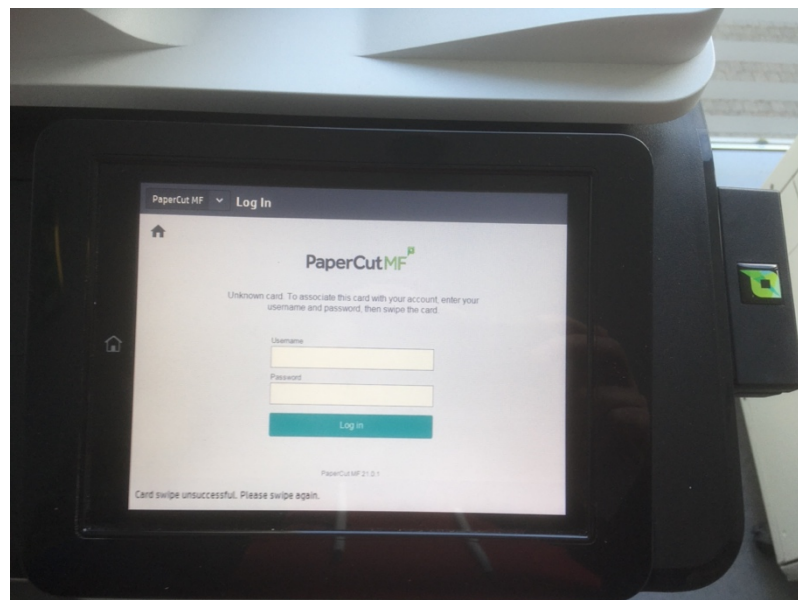 PaperCut MF
Log In
PaperCutMF
Unknown card. To associate this card with your account, enter your
username and password, then swipe the card.
Username
Password
Log in
PaperCut MF 21.0.1
Card swipe unsuccessful. Please swipe again.